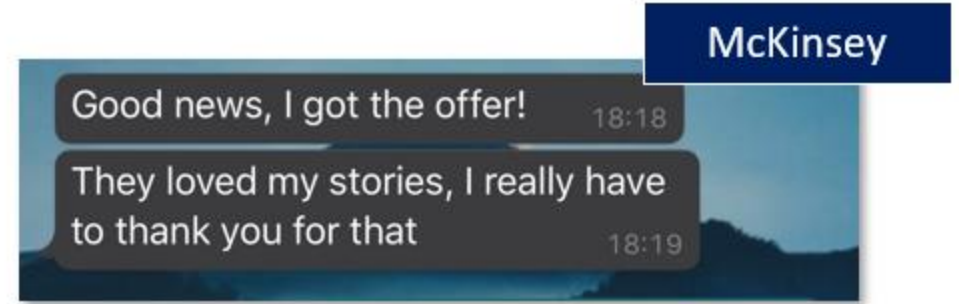 McKinsey
Good news, I got the offer!
18:18
They loved my stories, I really have
to thank you for that
18:19